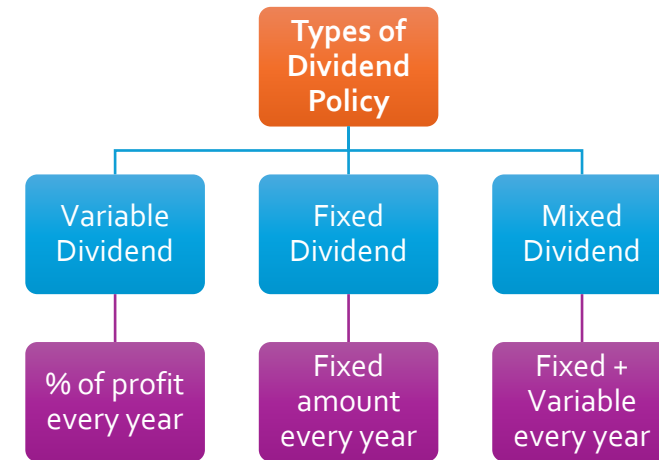 Types of
Dividend
Policy
Variable
Dividend
Fixed
Dividend
Mixed
Dividend
% of profit
every year
Fixed
amount
every year
Fixed +
Variable
every year